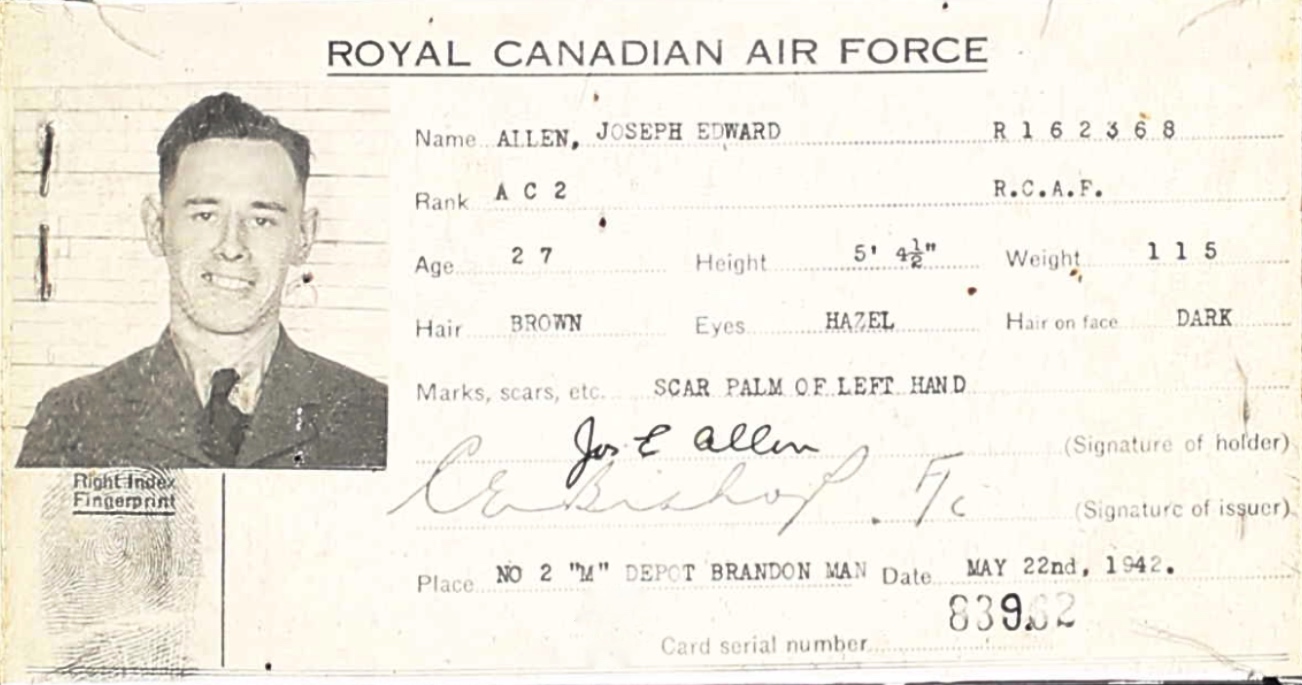 ROYAL CANADIAN AIR FORCE
Name ALLEN, JOSEPH EDWARD R 1 6 2 3 6 8
Rank A C 2 R.C.A.F.
Age 2 7 Height 5' 4½" Weight 1 1 5
Hair BROWN Eyes HAZEL Hair on face DARK
Marks, scars, etc. SCAR PALM OF LEFT HAND
Jos E Allen (Signature of holder)
Right Index
Fingerprint
Bishop F/L (Signature of issuer)
Place NO 2 "M" DEPOT BRANDON MAN Date MAY 22nd, 1942.
Card serial number 83962